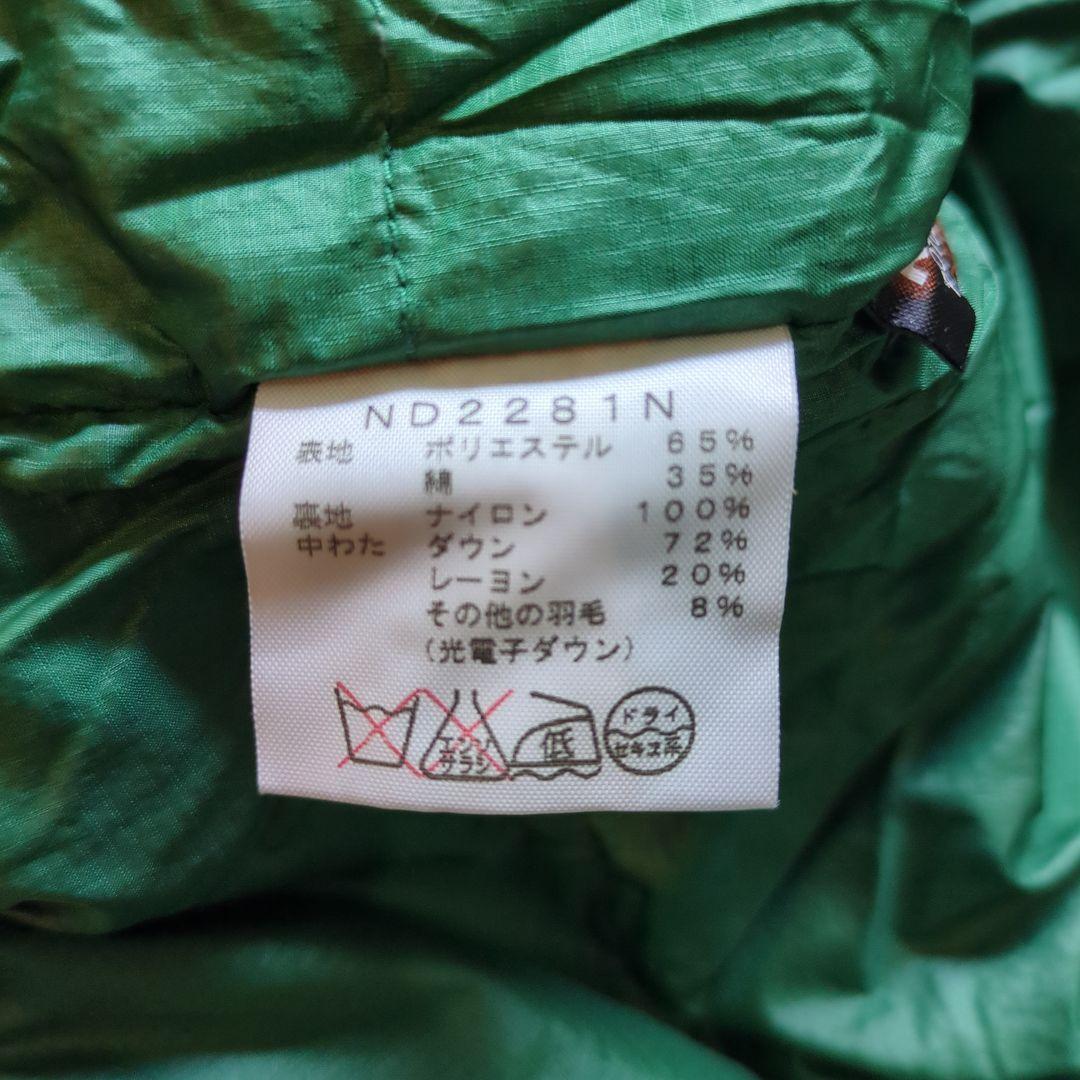 ND2281N
表地 ポリエステル 65%
綿 35%
裏地 ナイロン 100%
中わた ダウン 72%
レーヨン 20%
その他の羽毛 8%
(光電子ダウン)
エンソ
サラシ
低
ドライ
セキユ系